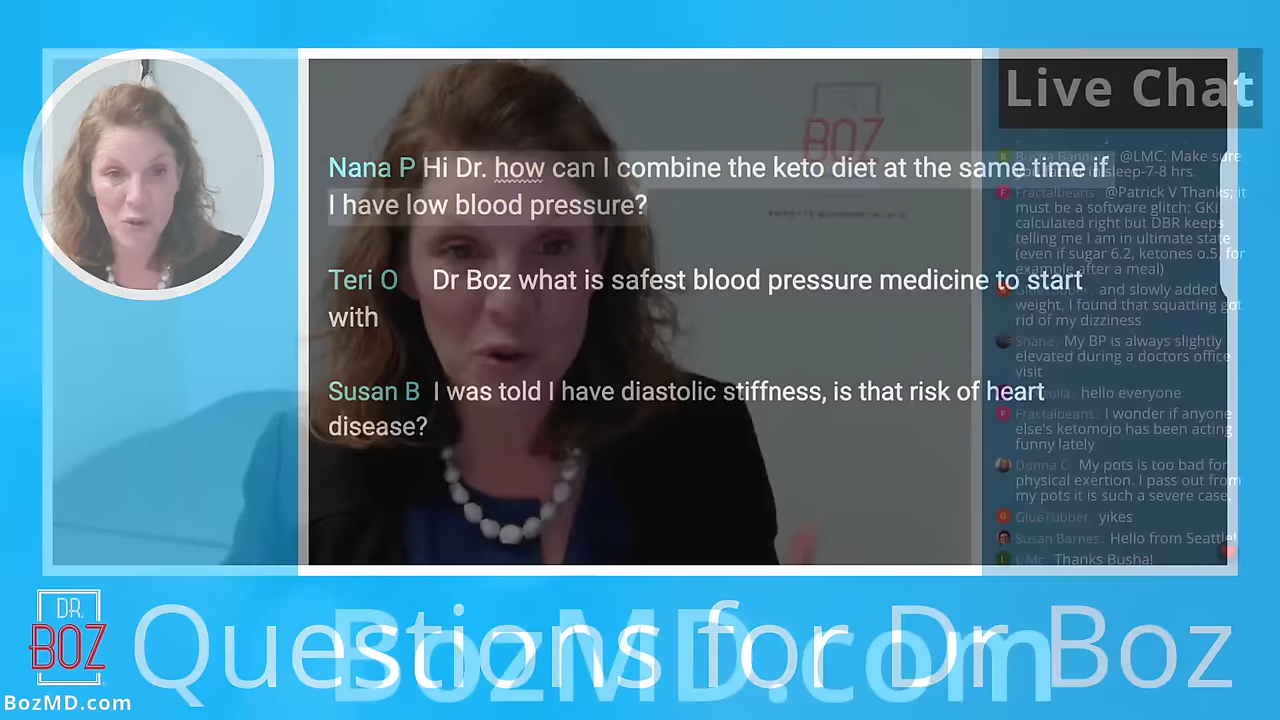 Live Chat
DR.
BOZ
Nana P Hi Dr. how can I combine the keto diet at the same time if
I have low blood pressure?
Teri O Dr Boz what is safest blood pressure medicine to start
with
Susan B I was told I have diastolic stiffness, is that risk of heart
disease?
@LMC: Make sure
sleep-7-8 hrs.
Fractalbeans: @Patrick V Thanks; it
must be a software glitch: GKI
calculated right but DBR keeps
telling me I am in ultimate state
(even if sugar 6.2, ketones 0.5, for
example after a meal)
and slowly added
weight. I found that squatting got
rid of my dizziness
Shane: My BP is always slightly
elevated during a doctors office
visit
hello everyone
Fractalbeans: I wonder if anyone
else's ketomojo has been acting
funny lately
Donna C: My pots is too bad for
physical exertion. I pass out from
my pots it is such a severe case.
GlueTubber: yikes
Susan Barnes: Hello from Seattle!
L Mc: Thanks Busha!
DR.
BOZ
BozMD.com
Questions for Dr Boz
BozMD.com